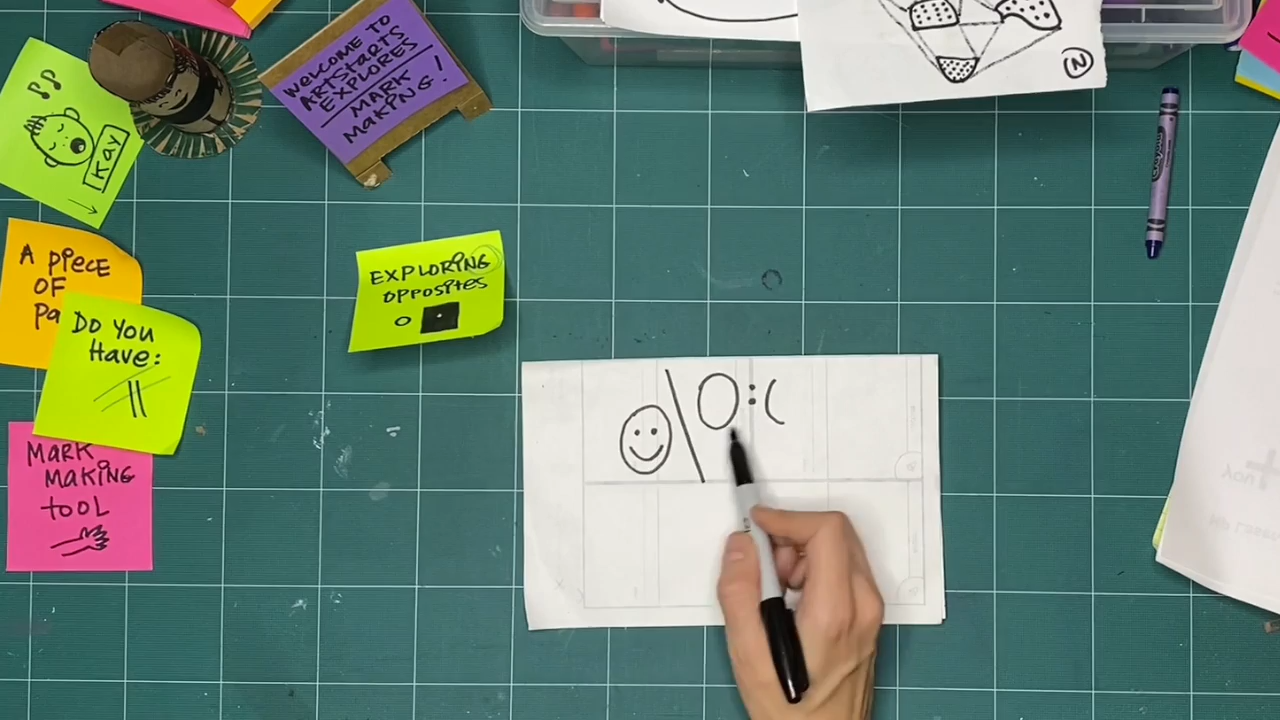 WELCOME TO
ARTSTARTS
EXPLORES
MARK
MAKING!
KAY
A PIECE
OF
DO YOU
HAVE:
MARK
MAKING
TOOL
EXPLORING
OPPOSITES
N
:(